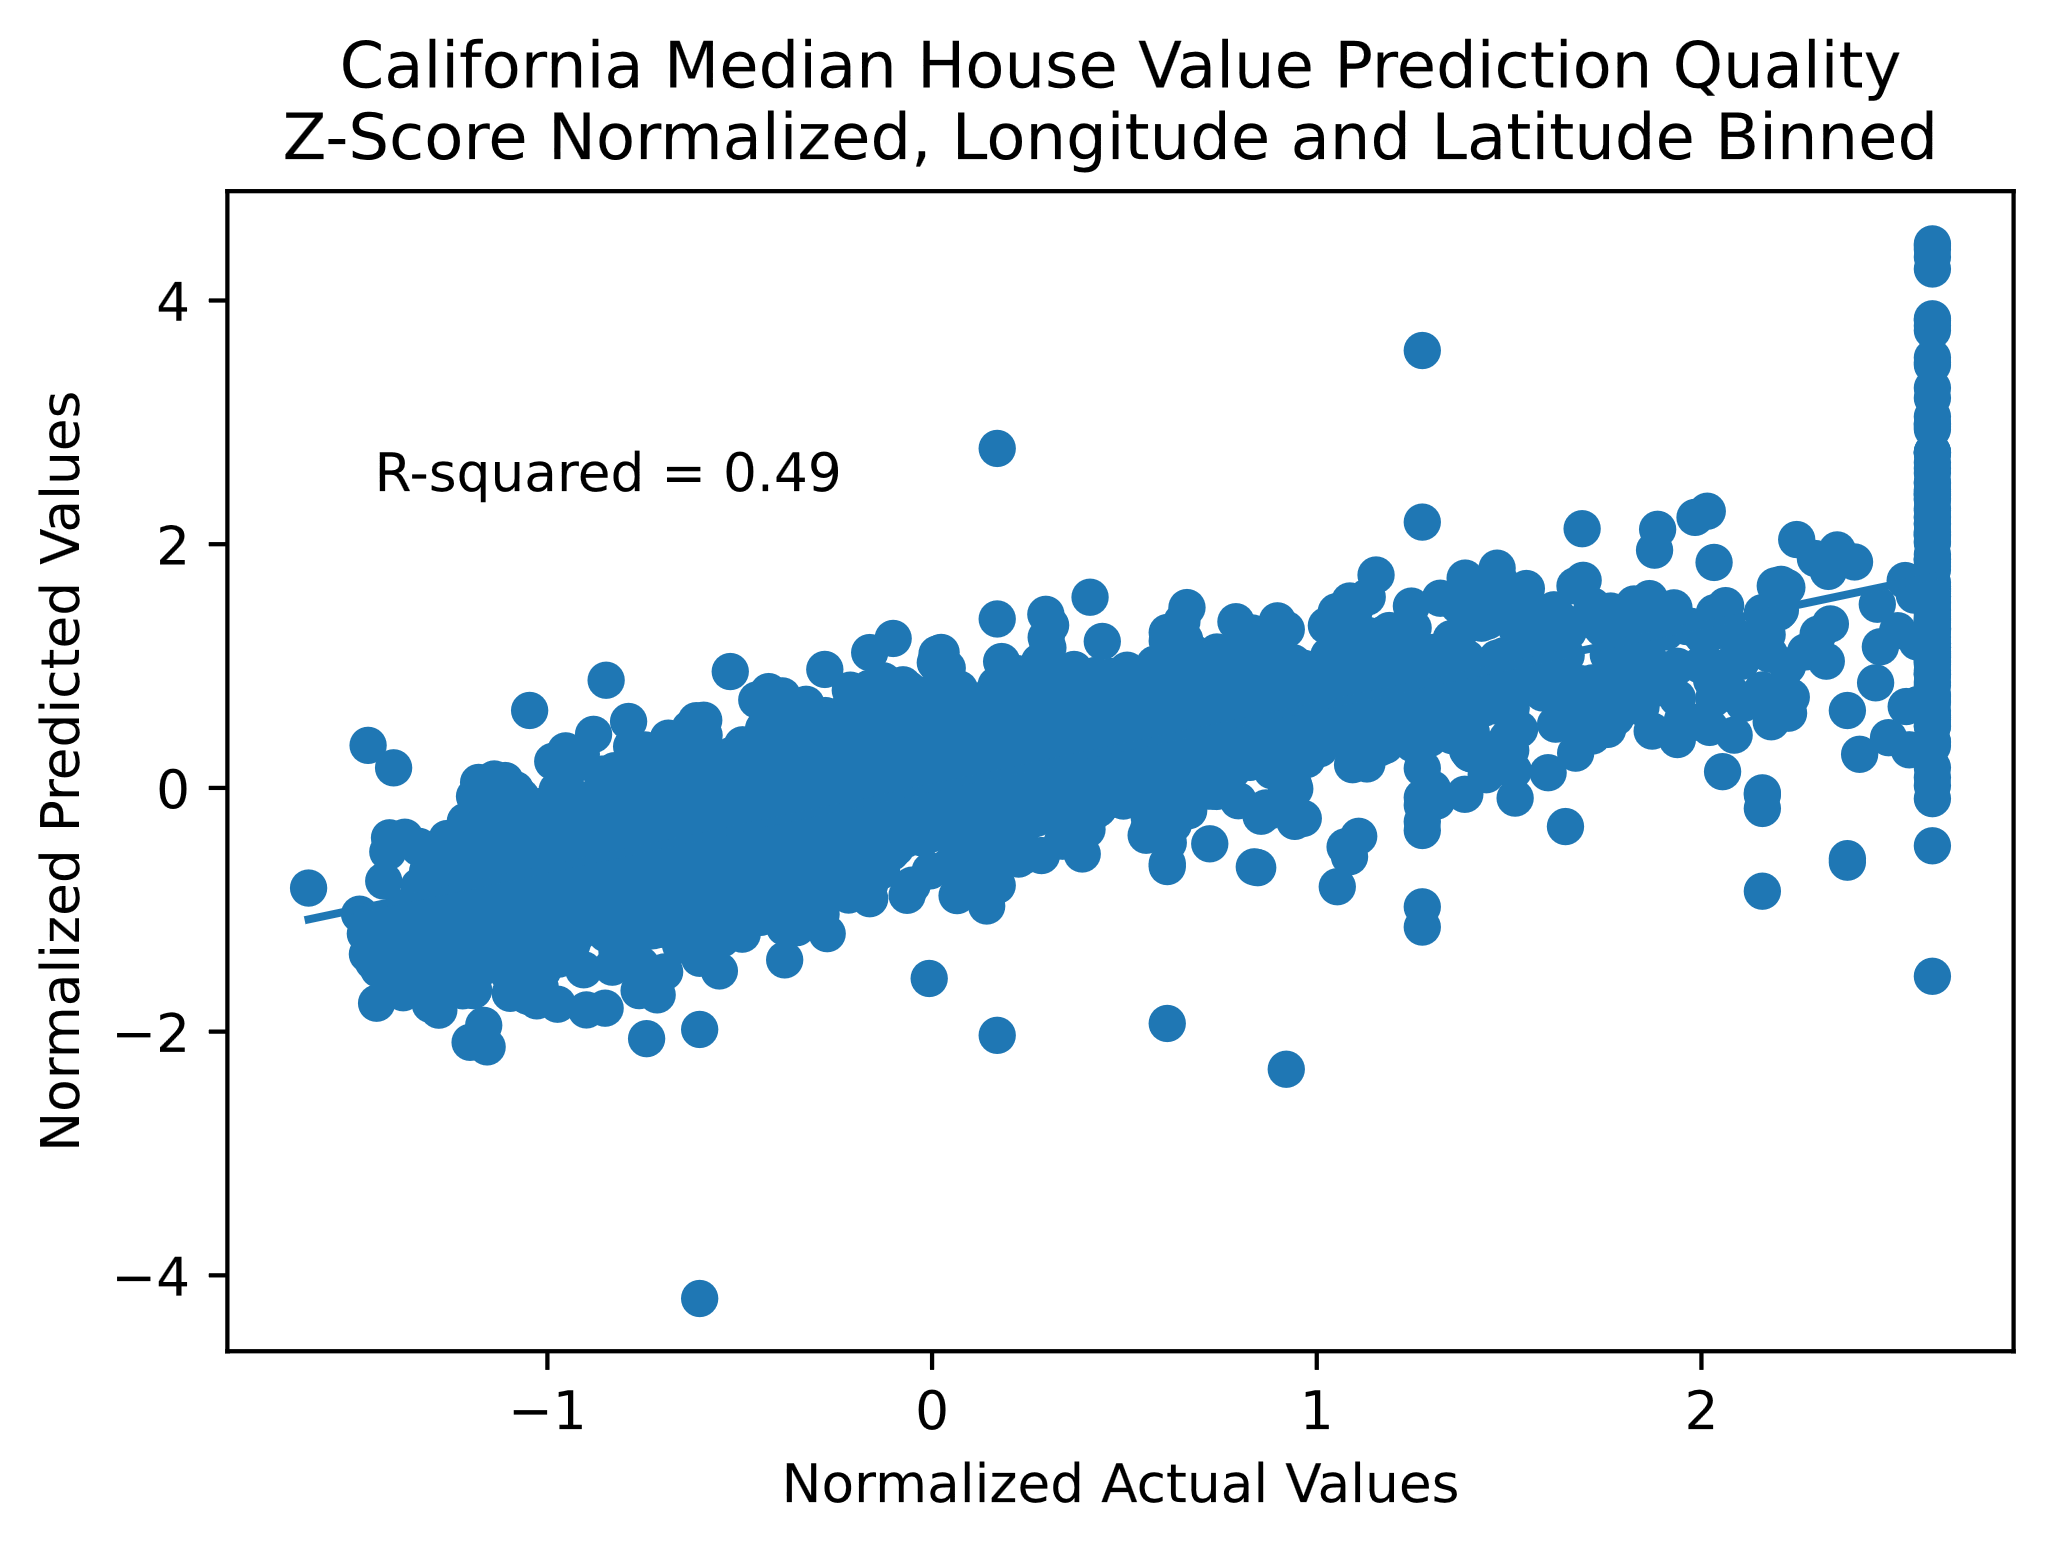 California Median House Value Prediction Quality
Z-Score Normalized, Longitude and Latitude Binned
Normalized Predicted Values
4
2
0
−2
−4
R-squared = 0.49
−1
0
1
2
Normalized Actual Values